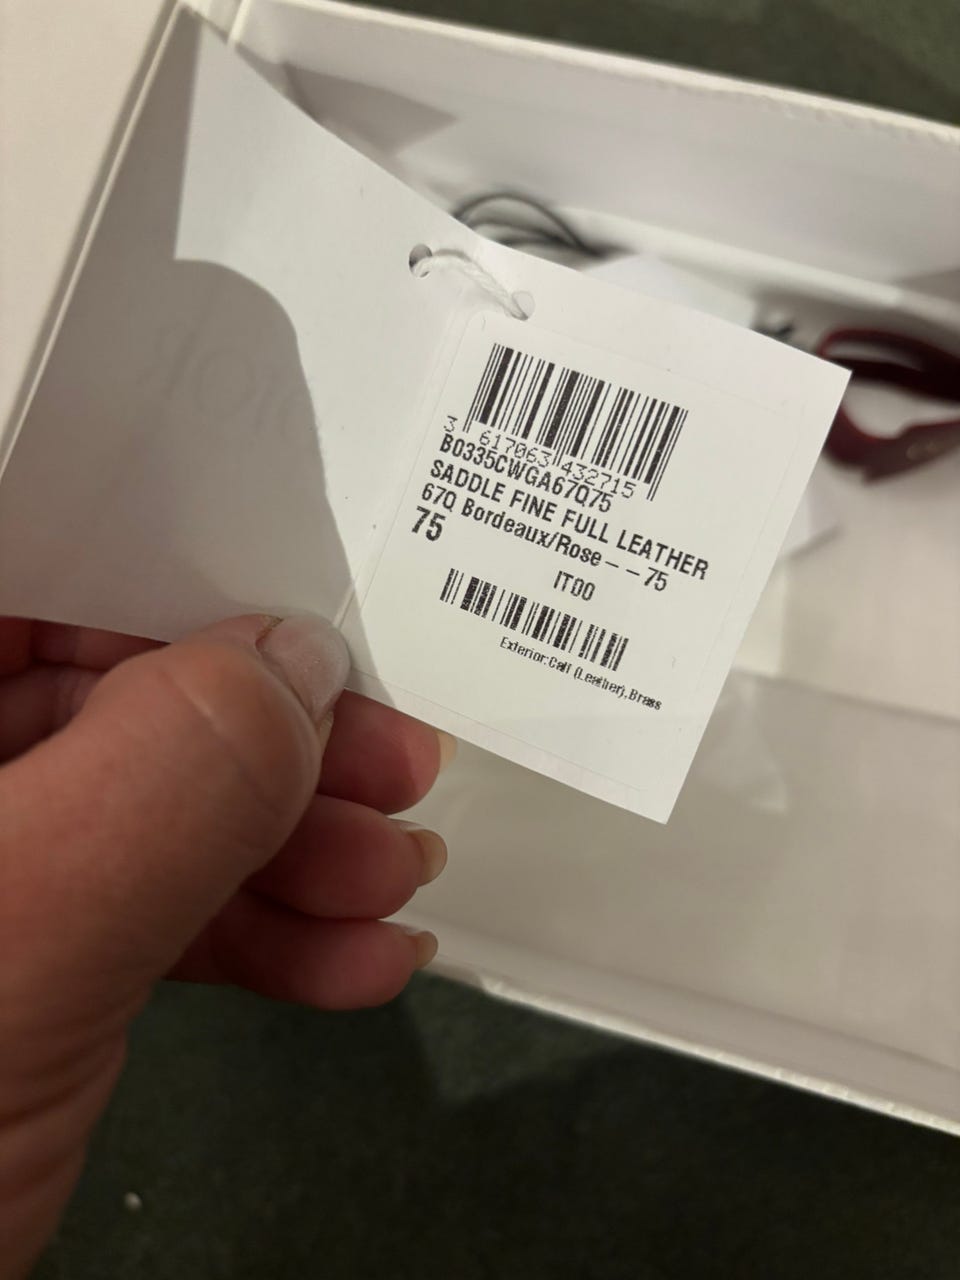 3 617063 432715
B0335CWGA67Q75
SADDLE FINE FULL LEATHER
67Q Bordeaux/Rose - - 75
75
IT00
Exterior:Calf (Leather),Brass